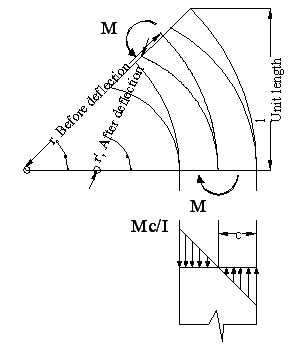 M
r, Before deflection
r', After deflection
1
Unit length
M
Mc/I
C